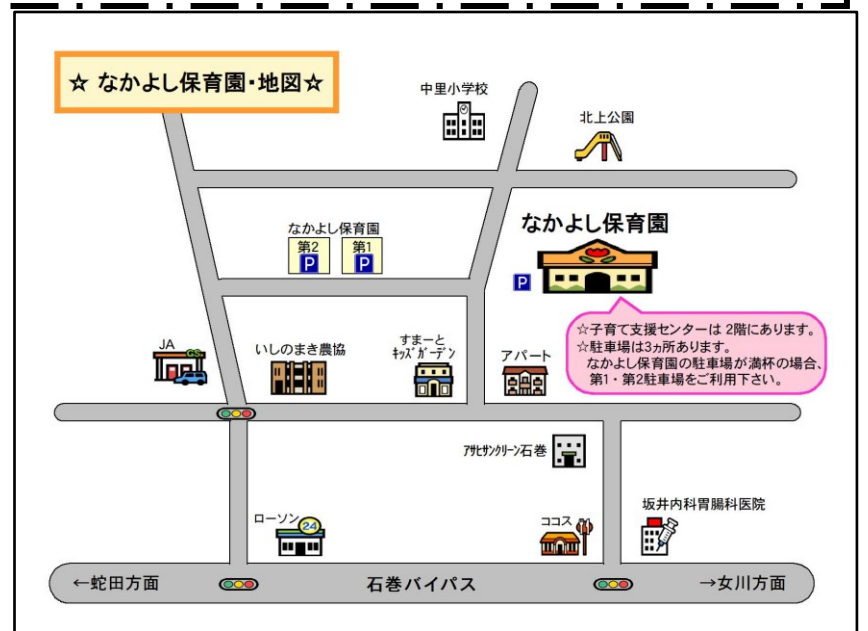 ☆ なかよし保育園・地図☆
中里小学校
北上公園
なかよし保育園
第2
P
第1
P
なかよし保育園
P
☆子育て支援センターは 2階にあります。
☆駐車場は3ヵ所あります。
なかよし保育園の駐車場が満杯の場合、
第1・第2駐車場をご利用下さい。
JA
GS
いしのまき農協
すまーと
ｷｯｽﾞｶﾞｰﾃﾞﾝ
アパート
ｱｻﾋｻﾝｸﾘｰﾝ石巻
ローソン
24
ココス
坂井内科胃腸科医院
←蛇田方面
石巻バイパス
→女川方面